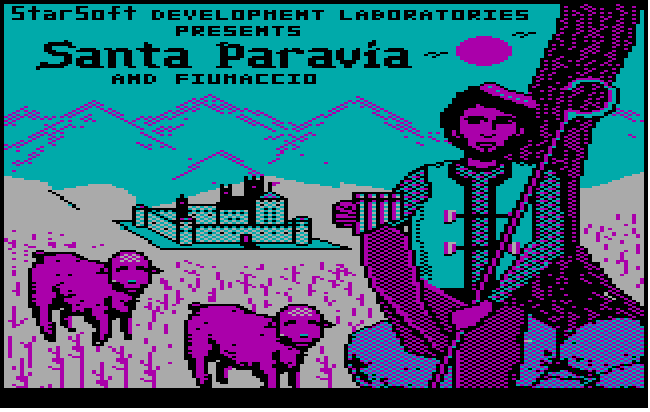 StarSoft DEVELOPMENT LABORATORIES
PRESENTS
Santa Paravia
AND FIUMACCIO